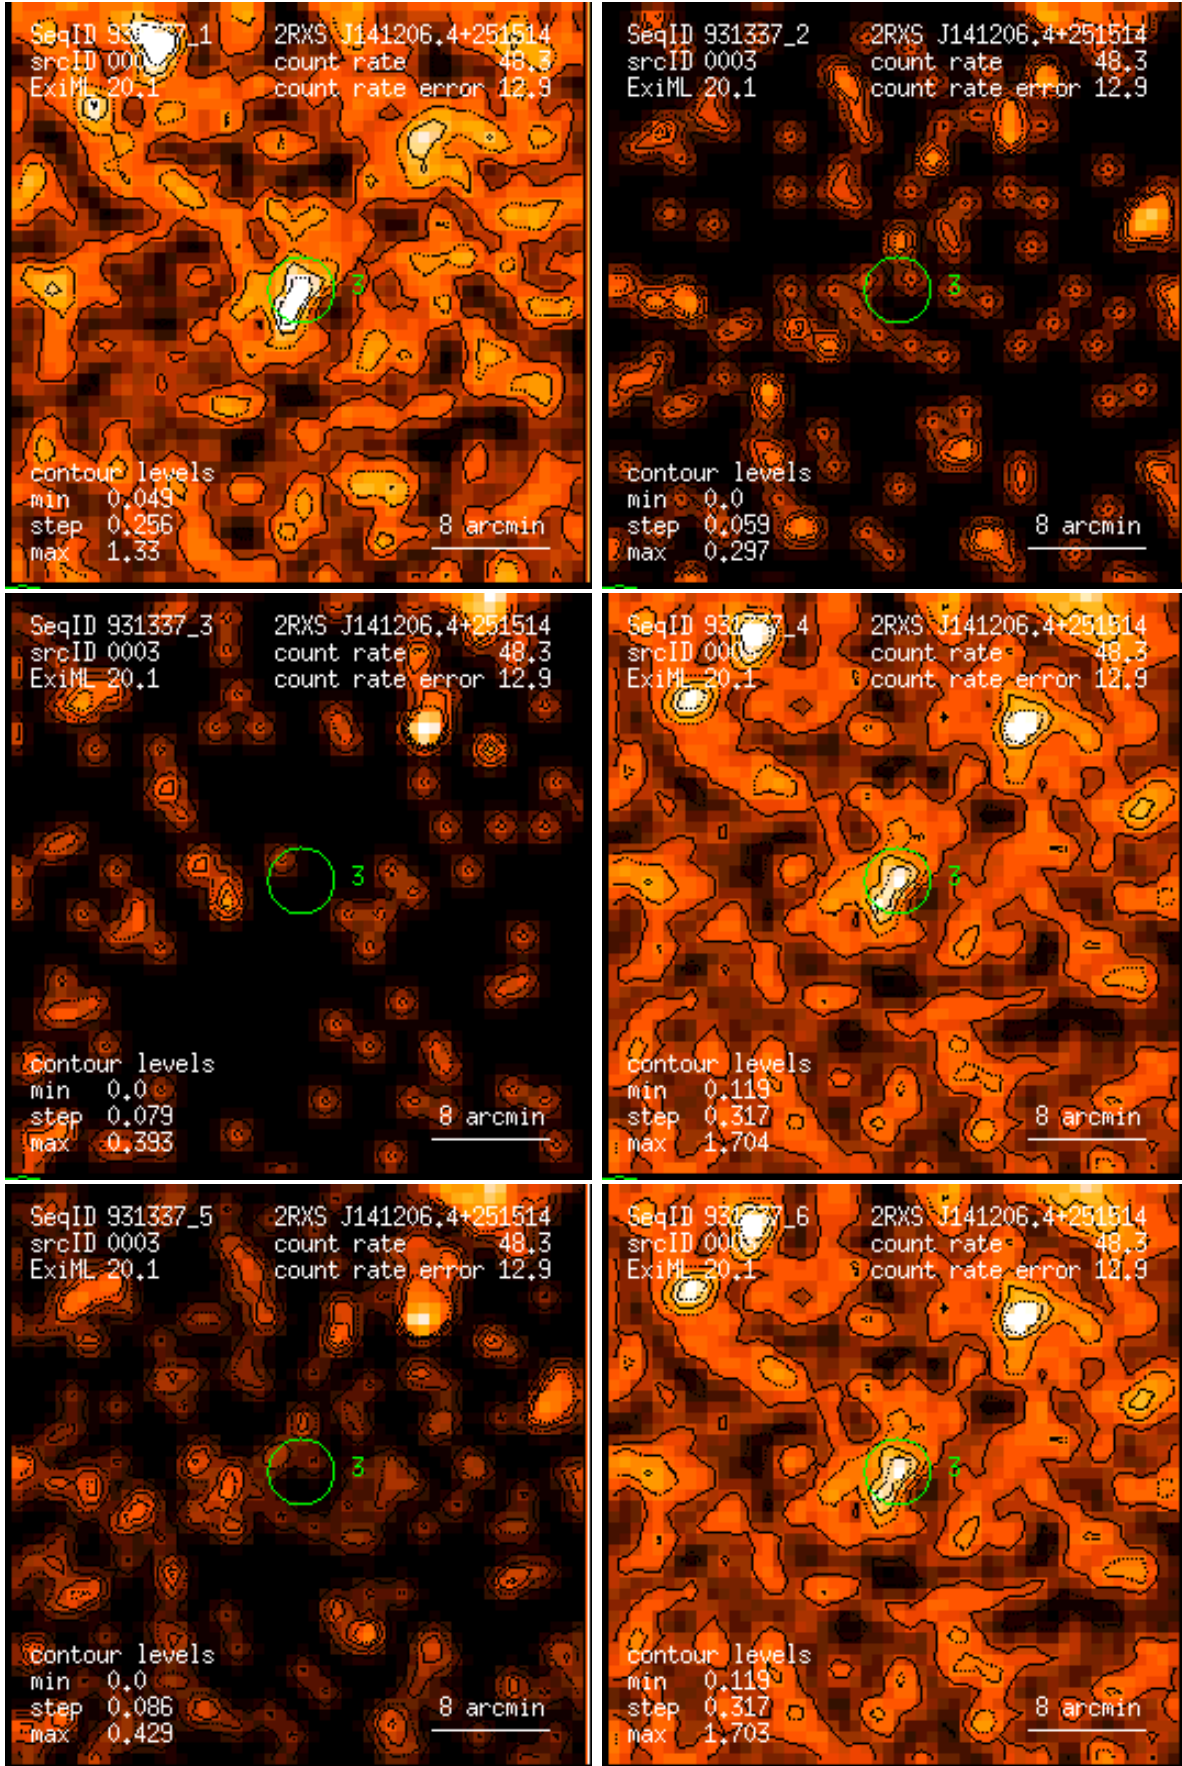 SeqID 931337_1 2RXS J141206.4+251514
srcID 0003 count rate 48.3
ExiML 20.1 count rate error 12.9
3
contour levels
min 0.049
step 0.256
max 1.33
8 arcmin
SeqID 931337_2 2RXS J141206.4+251514
srcID 0003 count rate 48.3
ExiML 20.1 count rate error 12.9
3
contour levels
min 0.0
step 0.059
max 0.297
8 arcmin
SeqID 931337_3 2RXS J141206.4+251514
srcID 0003 count rate 48.3
ExiML 20.1 count rate error 12.9
3
contour levels
min 0.0
step 0.079
max 0.393
8 arcmin
SeqID 931337_4 2RXS J141206.4+251514
srcID 0003 count rate 48.3
ExiML 20.1 count rate error 12.9
3
contour levels
min 0.119
step 0.317
max 1.704
8 arcmin
SeqID 931337_5 2RXS J141206.4+251514
srcID 0003 count rate 48.3
ExiML 20.1 count rate error 12.9
3
contour levels
min 0.0
step 0.086
max 0.429
8 arcmin
SeqID 931337_6 2RXS J141206.4+251514
srcID 0003 count rate 48.3
ExiML 20.1 count rate error 12.9
3
contour levels
min 0.119
step 0.317
max 1.703
8 arcmin